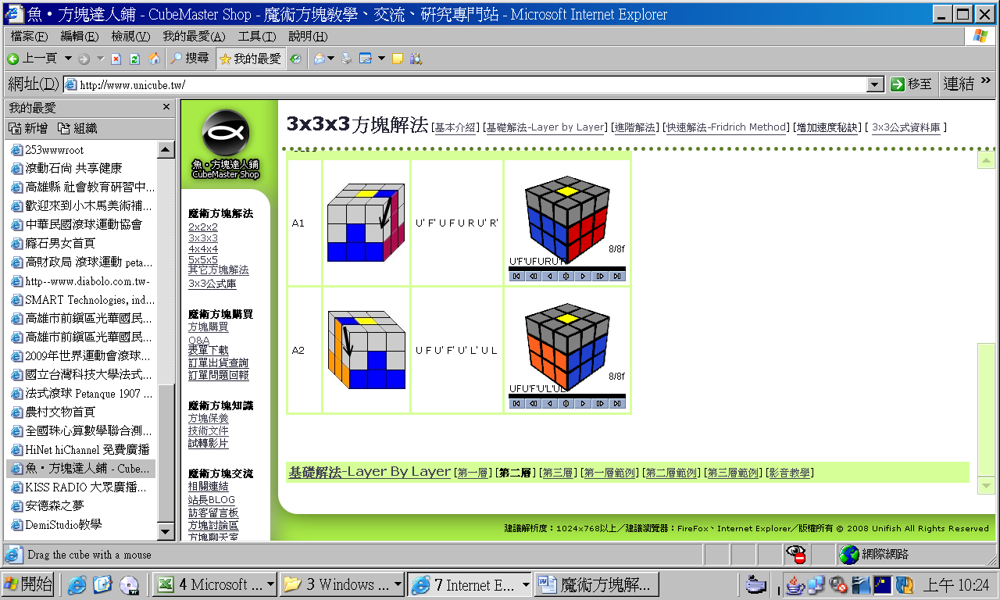 魚‧方塊達人鋪 - CubeMaster Shop - 魔術方塊教學、交流、研究專門站 - Microsoft Internet Explorer
檔案(F) 編輯(E) 檢視(V) 我的最愛(A) 工具(T) 說明(H)
上一頁 搜尋 我的最愛
網址(D) http://www.unicube.tw/ 移至 連結 »
我的最愛
新增 組織
253wwwroot
滾動石尚 共享健康
高雄縣 社會教育研習中...
歡迎來到小木馬美術補...
中華民國滾球運動協會
癮石男女首頁
高財政局 滾球運動 peta...
http--www.diabolo.com.tw-
SMART Technologies, ind...
高雄市前鎮區光華國民...
高雄市前鎮區光華國民...
2009年世界運動會滾球...
國立台灣科技大學法式...
法式滾球 Petanque 1907 ...
農村文物首頁
全國珠心算數學聯合測...
HiNet hiChannel 免費廣播
魚‧方塊達人鋪 - Cube...
KISS RADIO 大眾廣播...
安德森之夢
DemiStudio教學
魚‧方塊達人鋪
CubeMaster Shop
魔術方塊解法
2x2x2
3x3x3
4x4x4
5x5x5
其它方塊解法
3x3公式庫
魔術方塊購買
方塊購買
Q&A
表單下載
訂單出貨查詢
訂單問題回報
魔術方塊知識
方塊保養
技術文件
試轉影片
魔術方塊交流
相關連結
站長BLOG
訪客留言板
方塊討論區
方塊聊天室
3x3x3方塊解法 [基本介紹] [基礎解法-Layer by Layer] [進階解法] [快速解法-Fridrich Method] [增加速度秘訣] [ 3x3公式資料庫 ]
A1 U' F' U F U R U' R'
8/8f
U'F'UFURU'R'
A2 U F U' F' U' L' U L
8/8f
UFU'F'U'L'UL
基礎解法-Layer By Layer [第一層] [第二層] [第三層] [第一層範例] [第二層範例] [第三層範例] [影音教學]
建議解析度：1024x768以上／建議瀏覽器：FireFox、Internet Explorer／版權所有 © 2008 Unifish All Rights Reserved
Drag the cube with a mouse 網際網路
開始 4 Microsoft ... 3 Windows ... 7 Internet E... 魔術方塊解... 上午 10:24